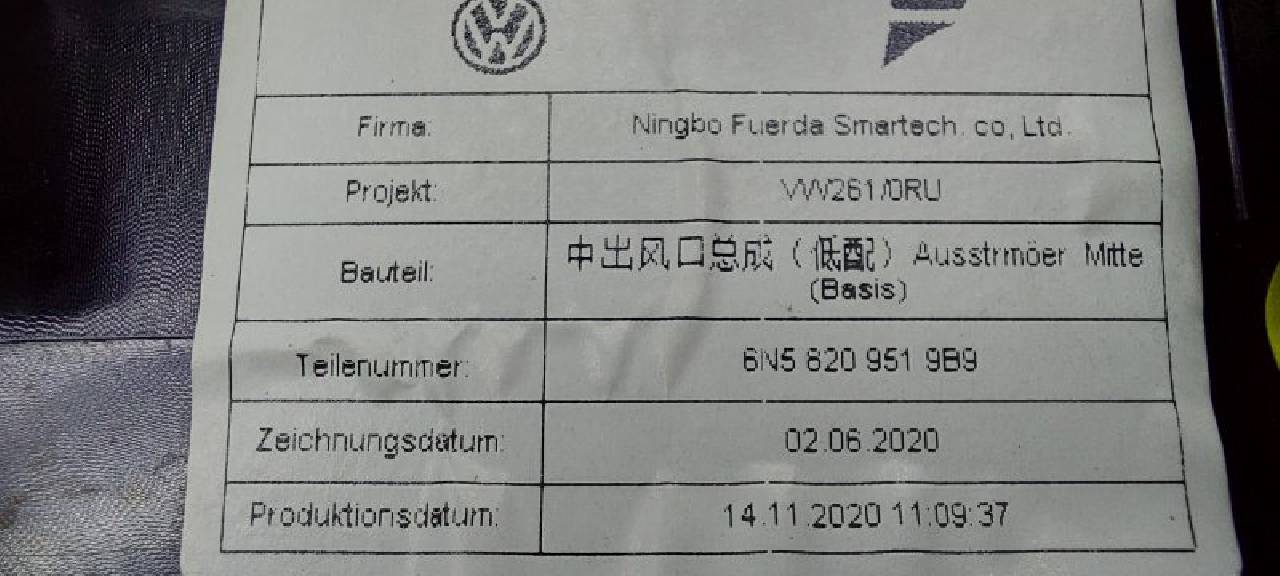 Firma: Ningbo Fuerda Smartech. co, Ltd.
Projekt: VW261/0RU
Bauteil: 中出风口总成（低配）Ausstrmöer Mitte
(Basis)
Teilenummer: 6N5 820 951 9B9
Zeichnungsdatum: 02.06.2020
Produktionsdatum: 14.11.2020 11:09:37